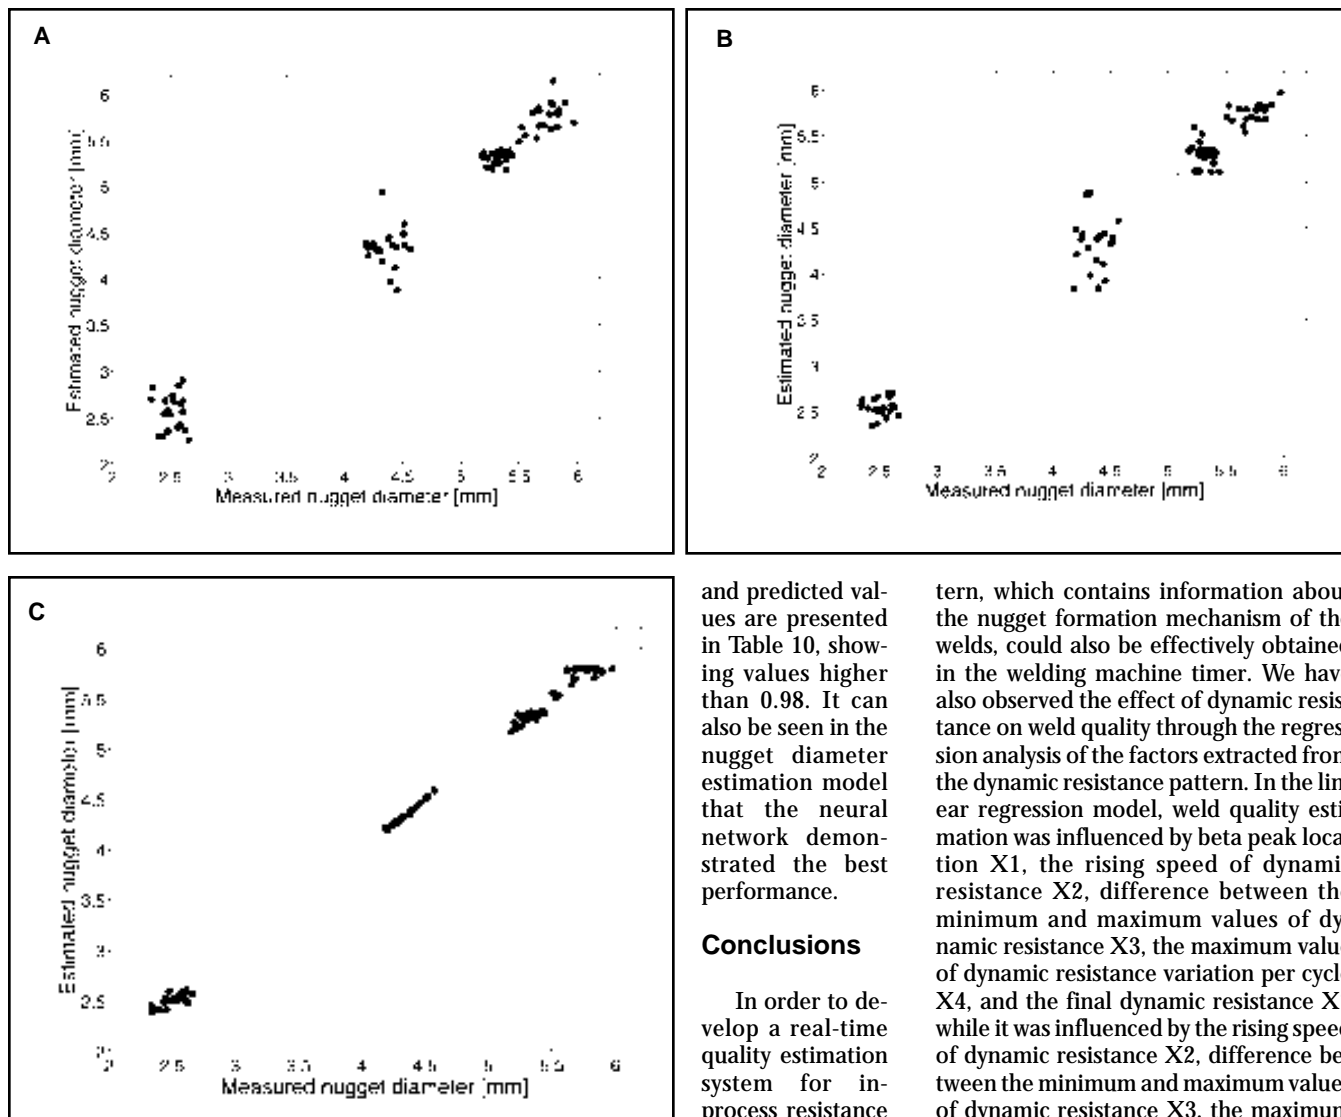 A
6
5.5
5
4.5
4
3.5
3
2.5
2
Estimated nugget diameter [mm]
2 2.5 3 3.5 4 4.5 5 5.5 6
Measured nugget diameter [mm]
B
6
5.5
5
4.5
4
3.5
3
2.5
2
Estimated nugget diameter [mm]
2 2.5 3 3.5 4 4.5 5 5.5 6
Measured nugget diameter [mm]
C
6
5.5
5
4.5
4
3.5
3
2.5
2
Estimated nugget diameter [mm]
2 2.5 3 3.5 4 4.5 5 5.5 6
Measured nugget diameter [mm]
and predicted val-
ues are presented
in Table 10, show-
ing values higher
than 0.98. It can
also be seen in the
nugget diameter
estimation model
that the neural
network demon-
strated the best
performance.
Conclusions
In order to de-
velop a real-time
quality estimation
system for in-
process resistance
tern, which contains information abou
the nugget formation mechanism of th
welds, could also be effectively obtaine
in the welding machine timer. We hav
also observed the effect of dynamic resis
tance on weld quality through the regres
sion analysis of the factors extracted from
the dynamic resistance pattern. In the lin
ear regression model, weld quality esti
mation was influenced by beta peak loca
tion X1, the rising speed of dynami
resistance X2, difference between the
minimum and maximum values of dy
namic resistance X3, the maximum value
of dynamic resistance variation per cycle
X4, and the final dynamic resistance X
while it was influenced by the rising speed
of dynamic resistance X2, difference be
tween the minimum and maximum value
of dynamic resistance X3, the maximum